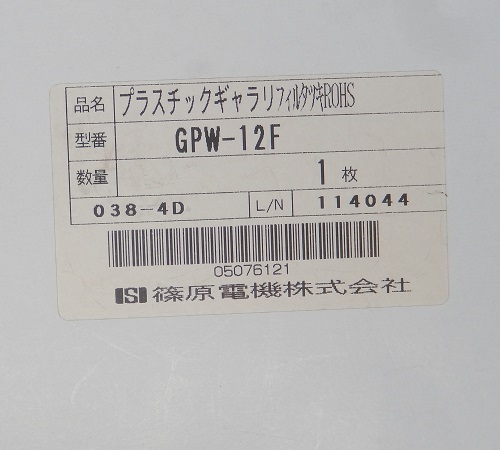 品名 プラスチックギャラリフィルタツキROHS
型番 GPW-12F
数量 1 枚
038-4D L/N 114044
05076121
S 篠原電機株式会社